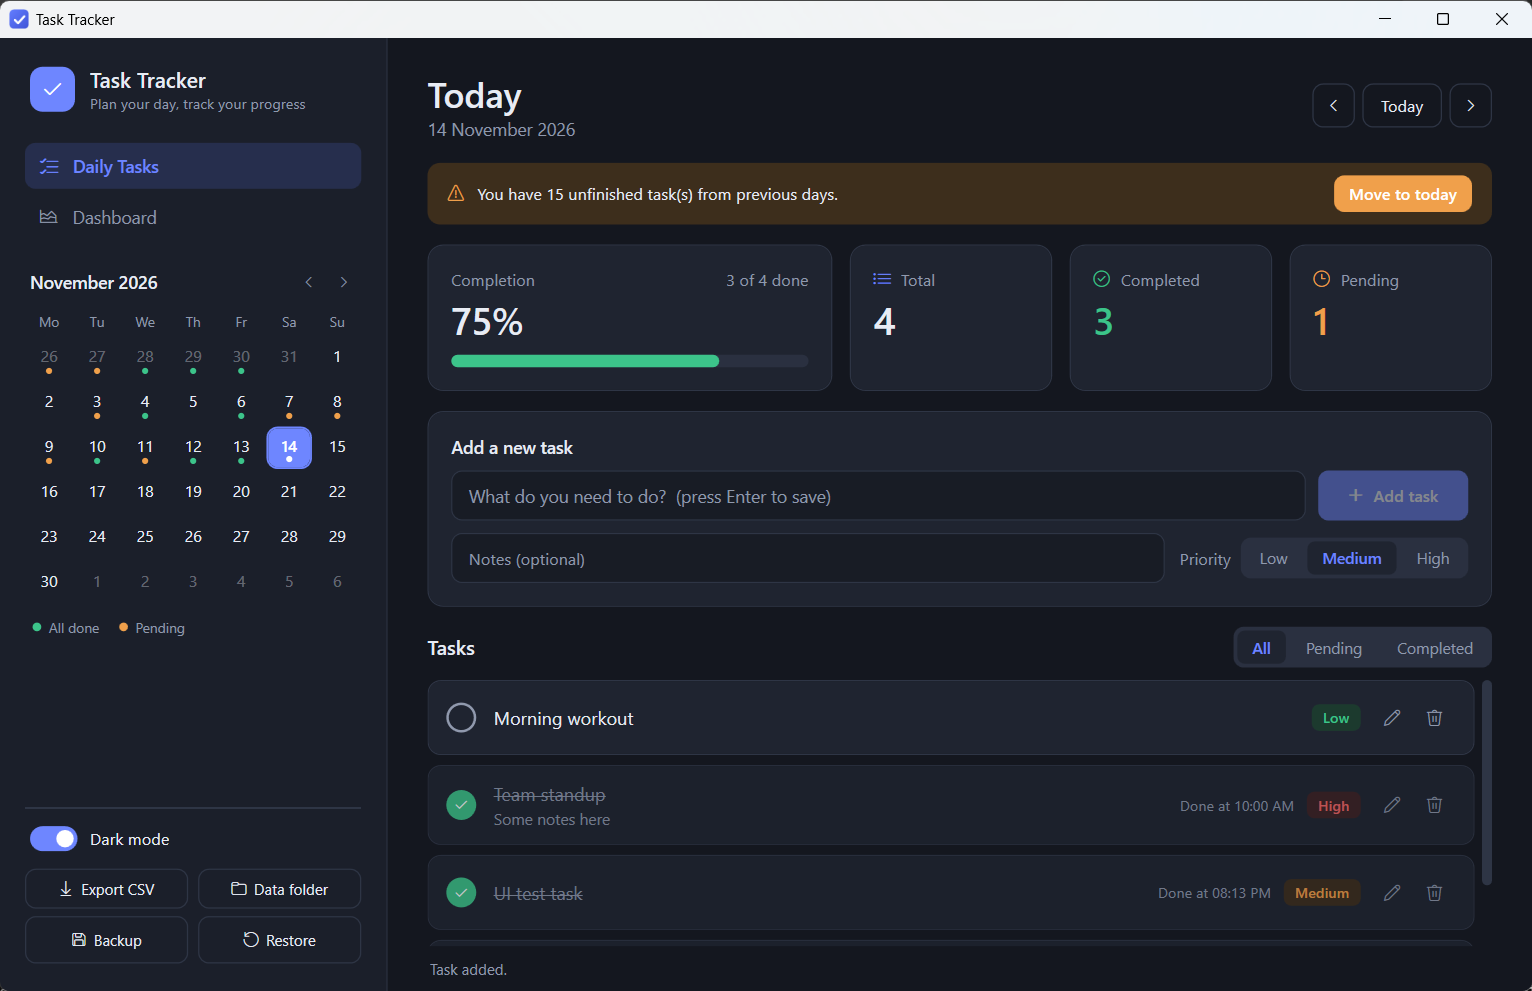 Task Tracker
Task Tracker
Plan your day, track your progress
Daily Tasks
Dashboard
November 2026
Mo Tu We Th Fr Sa Su
26 27 28 29 30 31 1
2 3 4 5 6 7 8
9 10 11 12 13 14 15
16 17 18 19 20 21 22
23 24 25 26 27 28 29
30 1 2 3 4 5 6
All done Pending
Dark mode
Export CSV Data folder
Backup Restore
Today
14 November 2026
Today
You have 15 unfinished task(s) from previous days.
Move to today
Completion 3 of 4 done
75%
Total
4
Completed
3
Pending
1
Add a new task
What do you need to do? (press Enter to save)
Add task
Notes (optional)
Priority Low Medium High
Tasks
All Pending Completed
Morning workout Low
Team standup
Some notes here
Done at 10:00 AM High
UI test task Done at 08:13 PM Medium
Task added.